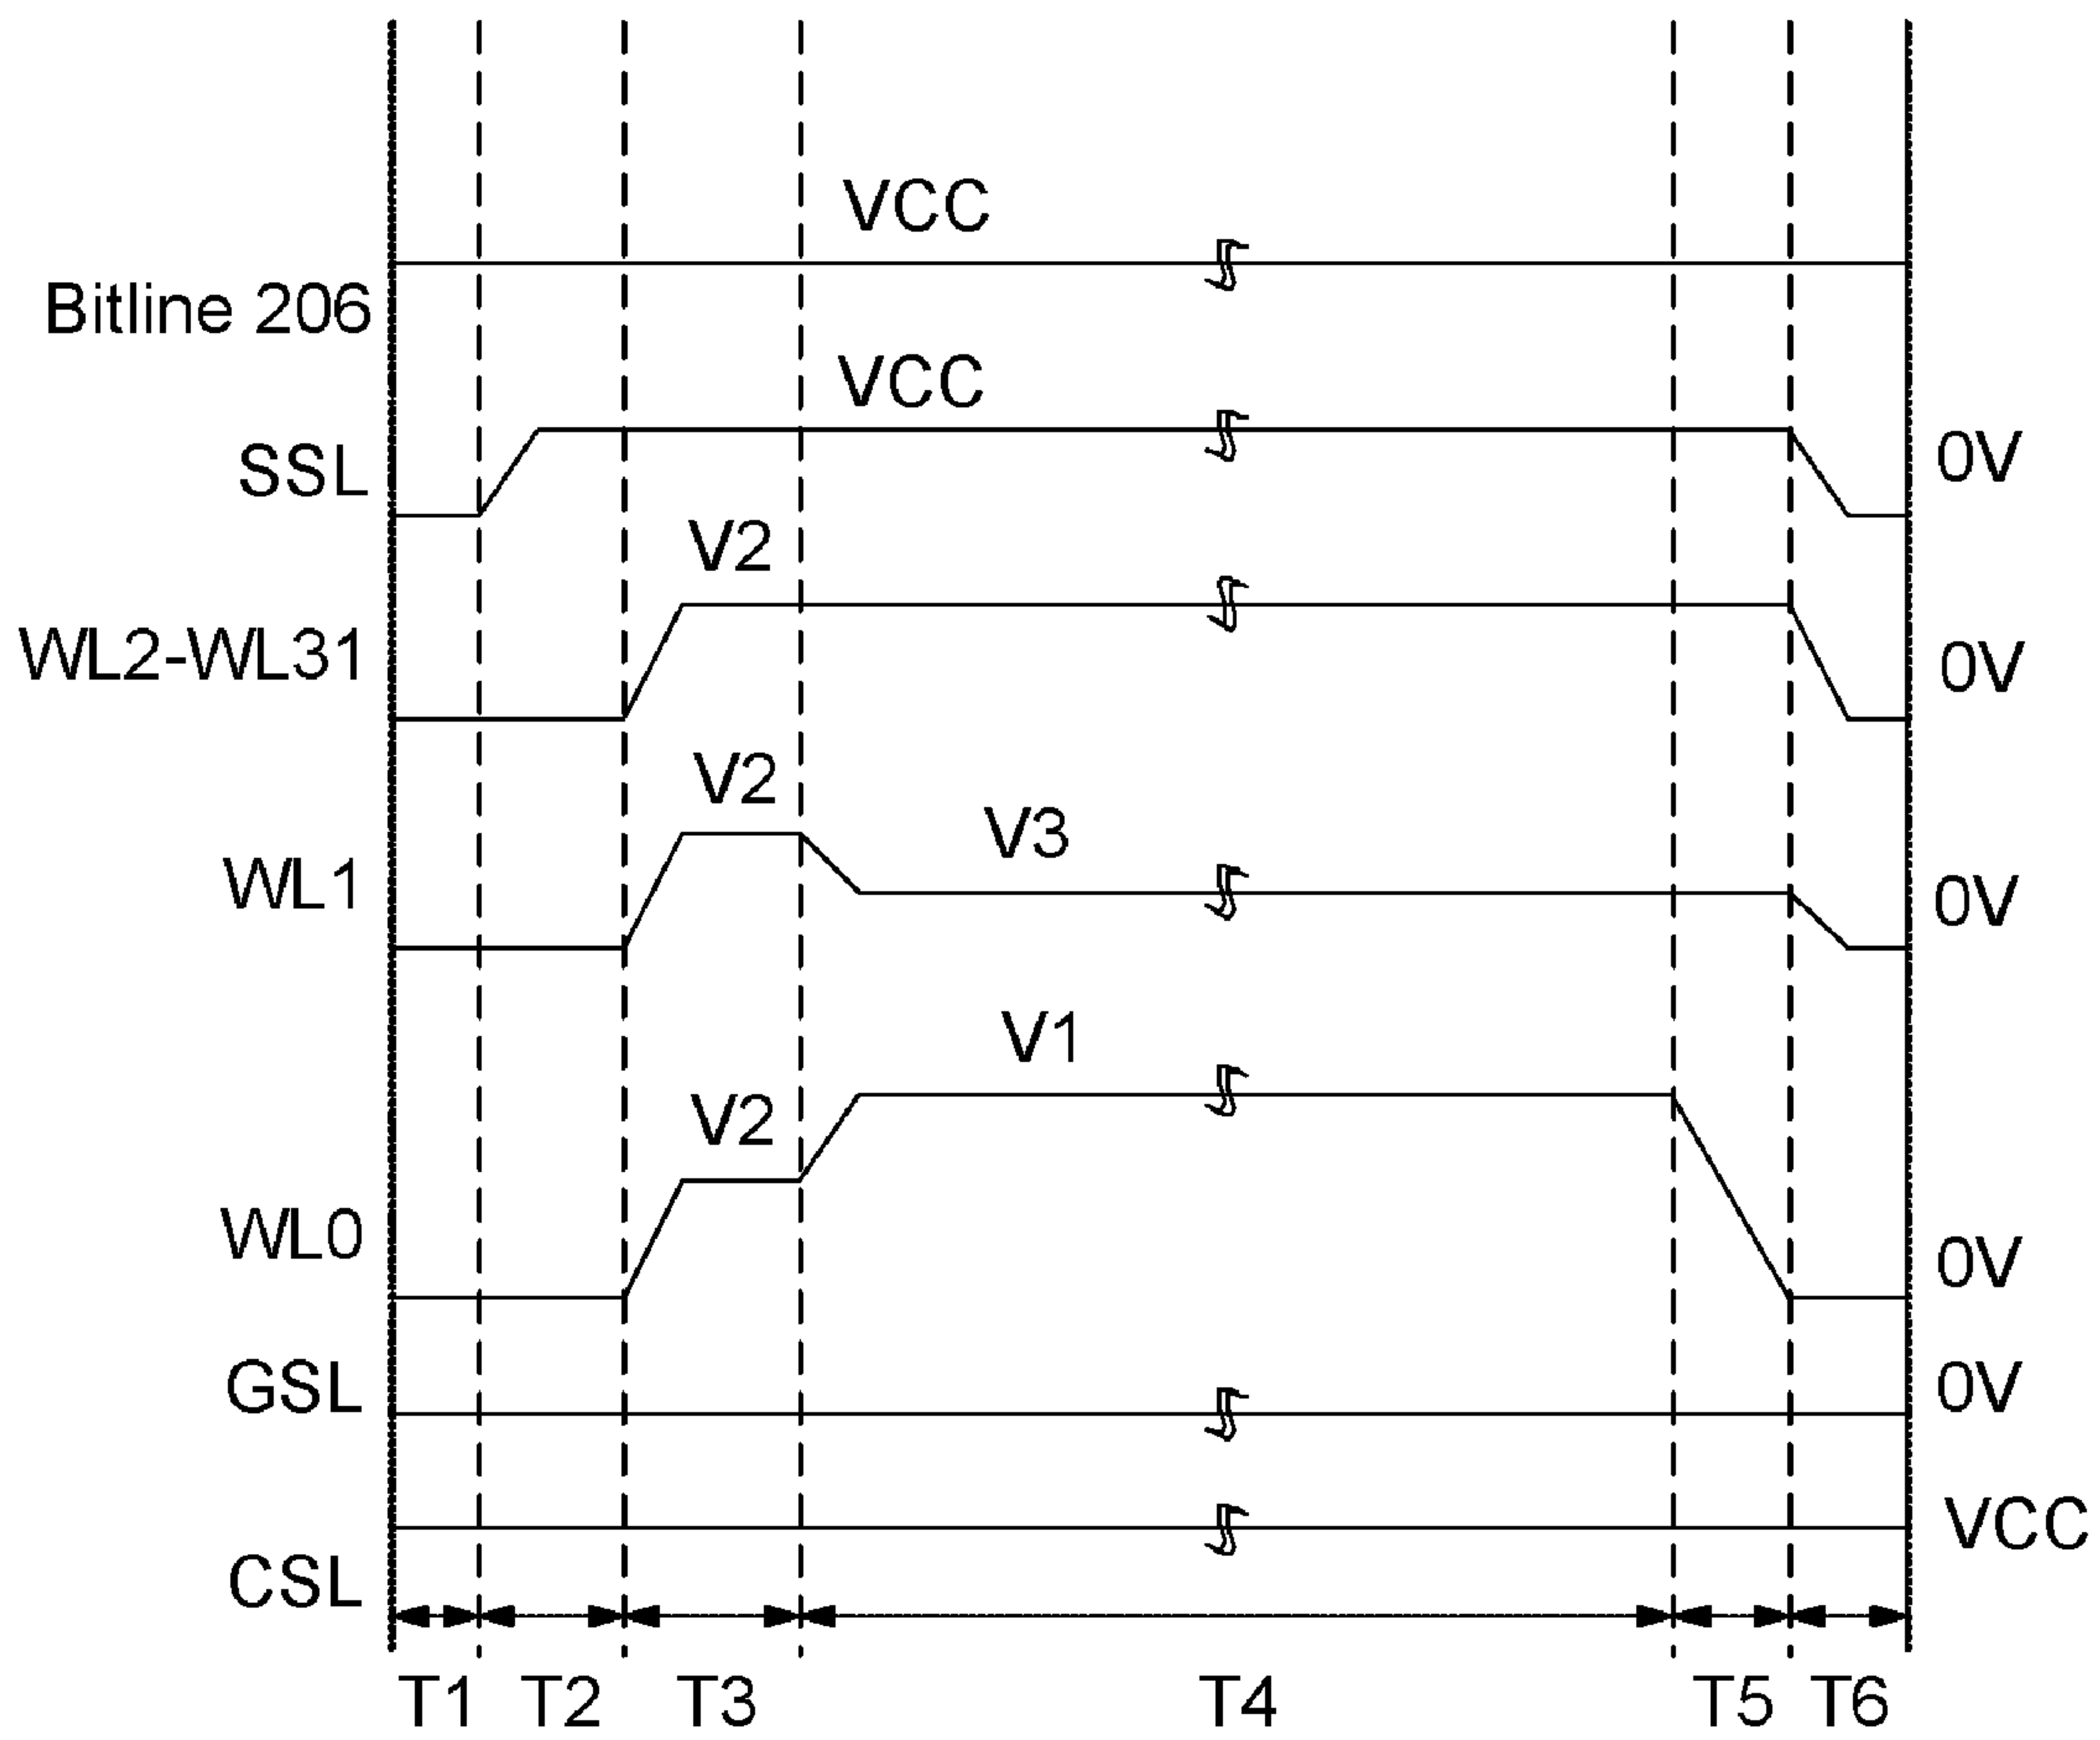 VCC
Bitline 206
VCC
SSL
0V
V2
WL2-WL31
0V
V2
V3
WL1
0V
V1
V2
WL0
0V
GSL
0V
VCC
CSL
T1 T2 T3 T4 T5 T6